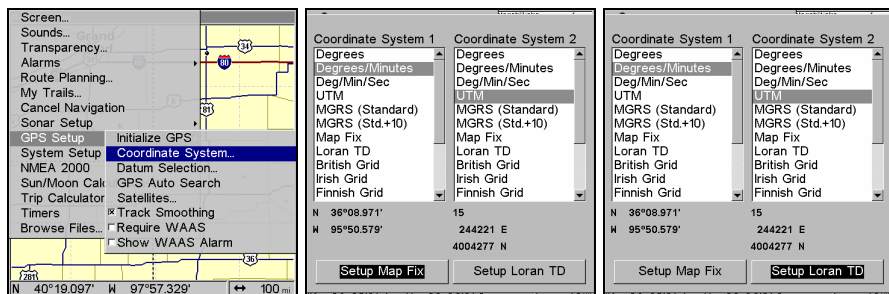 Screen...
Sounds...
Transparency...
Alarms
Route Planning...
My Trails...
Cancel Navigation
Sonar Setup
GPS Setup
System Setup
NMEA 2000
Sun/Moon Calc
Trip Calculator
Timers
Browse Files...
Initialize GPS
Coordinate System...
Datum Selection...
GPS Auto Search
Satellites...
Track Smoothing
Require WAAS
Show WAAS Alarm
Grand
34
80
81
36
281
N 40°19.097' W 97°57.329' ↔ 100 mi
Coordinate System 1
Degrees
Degrees/Minutes
Deg/Min/Sec
UTM
MGRS (Standard)
MGRS (Std.+10)
Map Fix
Loran TD
British Grid
Irish Grid
Finnish Grid
N 36°08.971'
W 95°50.579'
Setup Map Fix
Coordinate System 2
Degrees
Degrees/Minutes
Deg/Min/Sec
UTM
MGRS (Standard)
MGRS (Std.+10)
Map Fix
Loran TD
British Grid
Irish Grid
Finnish Grid
15
244221 E
4004277 N
Setup Loran TD
Coordinate System 1
Degrees
Degrees/Minutes
Deg/Min/Sec
UTM
MGRS (Standard)
MGRS (Std.+10)
Map Fix
Loran TD
British Grid
Irish Grid
Finnish Grid
N 36°08.971'
W 95°50.579'
Setup Map Fix
Coordinate System 2
Degrees
Degrees/Minutes
Deg/Min/Sec
UTM
MGRS (Standard)
MGRS (Std.+10)
Map Fix
Loran TD
British Grid
Irish Grid
Finnish Grid
15
244221 E
4004277 N
Setup Loran TD